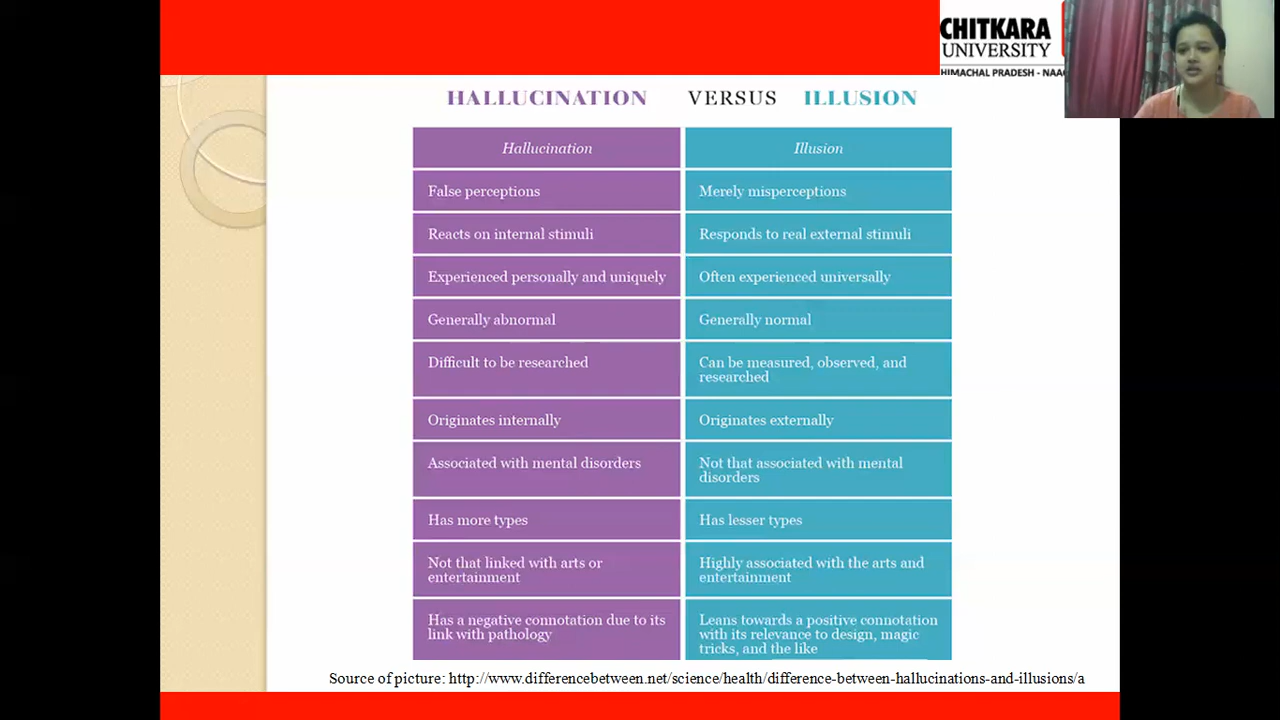 CHITKARA
UNIVERSITY
HIMACHAL PRADESH - NAA
HALLUCINATION VERSUS ILLUSION
Hallucination Illusion
False perceptions Merely misperceptions
Reacts on internal stimuli Responds to real external stimuli
Experienced personally and uniquely Often experienced universally
Generally abnormal Generally normal
Difficult to be researched Can be measured, observed, and
researched
Originates internally Originates externally
Associated with mental disorders Not that associated with mental
disorders
Has more types Has lesser types
Not that linked with arts or Highly associated with the arts and
entertainment entertainment
Has a negative connotation due to its Leans towards a positive connotation
link with pathology with its relevance to design, magic
tricks, and the like
Source of picture: http://www.differencebetween.net/science/health/difference-between-hallucinations-and-illusions/a